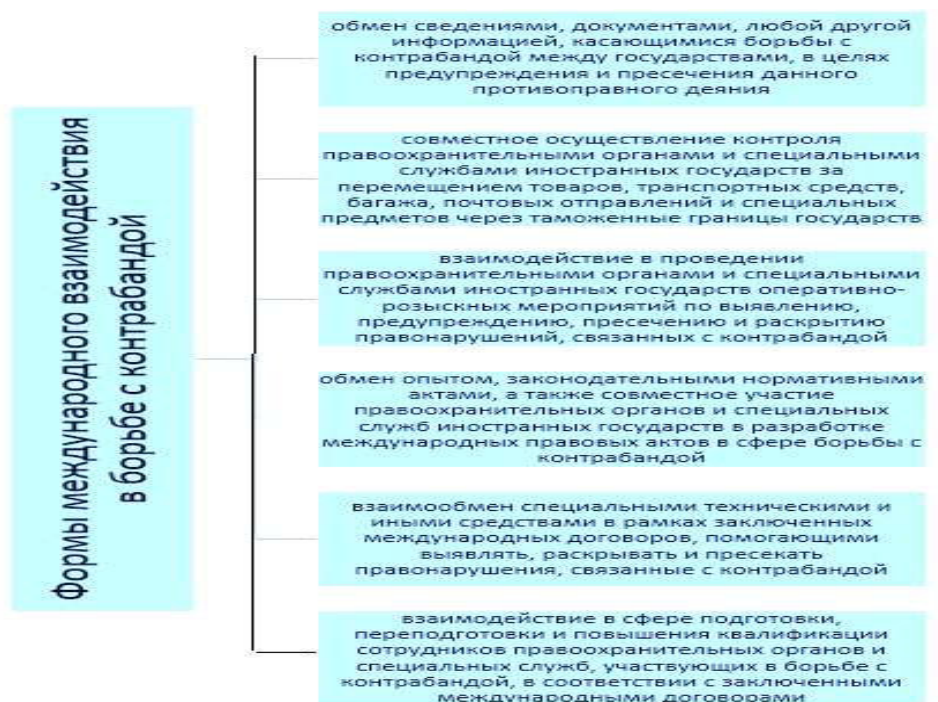 Формы международного взаимодействия
в борьбе с контрабандой
обмен сведениями, документами, любой другой
информацией, касающимися борьбы с
контрабандой между государствами, в целях
предупреждения и пресечения данного
противоправного деяния
совместное осуществление контроля
правоохранительными органами и специальными
службами иностранных государств за
перемещением товаров, транспортных средств,
багажа, почтовых отправлений и специальных
предметов через таможенные границы государств
взаимодействие в проведении
правоохранительными органами и специальными
службами иностранных государств оперативно-
розыскных мероприятий по выявлению,
предупреждению, пресечению и раскрытию
правонарушений, связанных с контрабандой
обмен опытом, законодательными нормативными
актами, а также совместное участие
правоохранительных органов и специальных
служб иностранных государств в разработке
международных правовых актов в сфере борьбы с
контрабандой
взаимообмен специальными техническими и
иными средствами в рамках заключенных
международных договоров, помогающими
выявлять, раскрывать и пресекать
правонарушения, связанные с контрабандой
взаимодействие в сфере подготовки,
переподготовки и повышения квалификации
сотрудников правоохранительных органов и
специальных служб, участвующих в борьбе с
контрабандой, в соответствии с заключенными
международными договорами